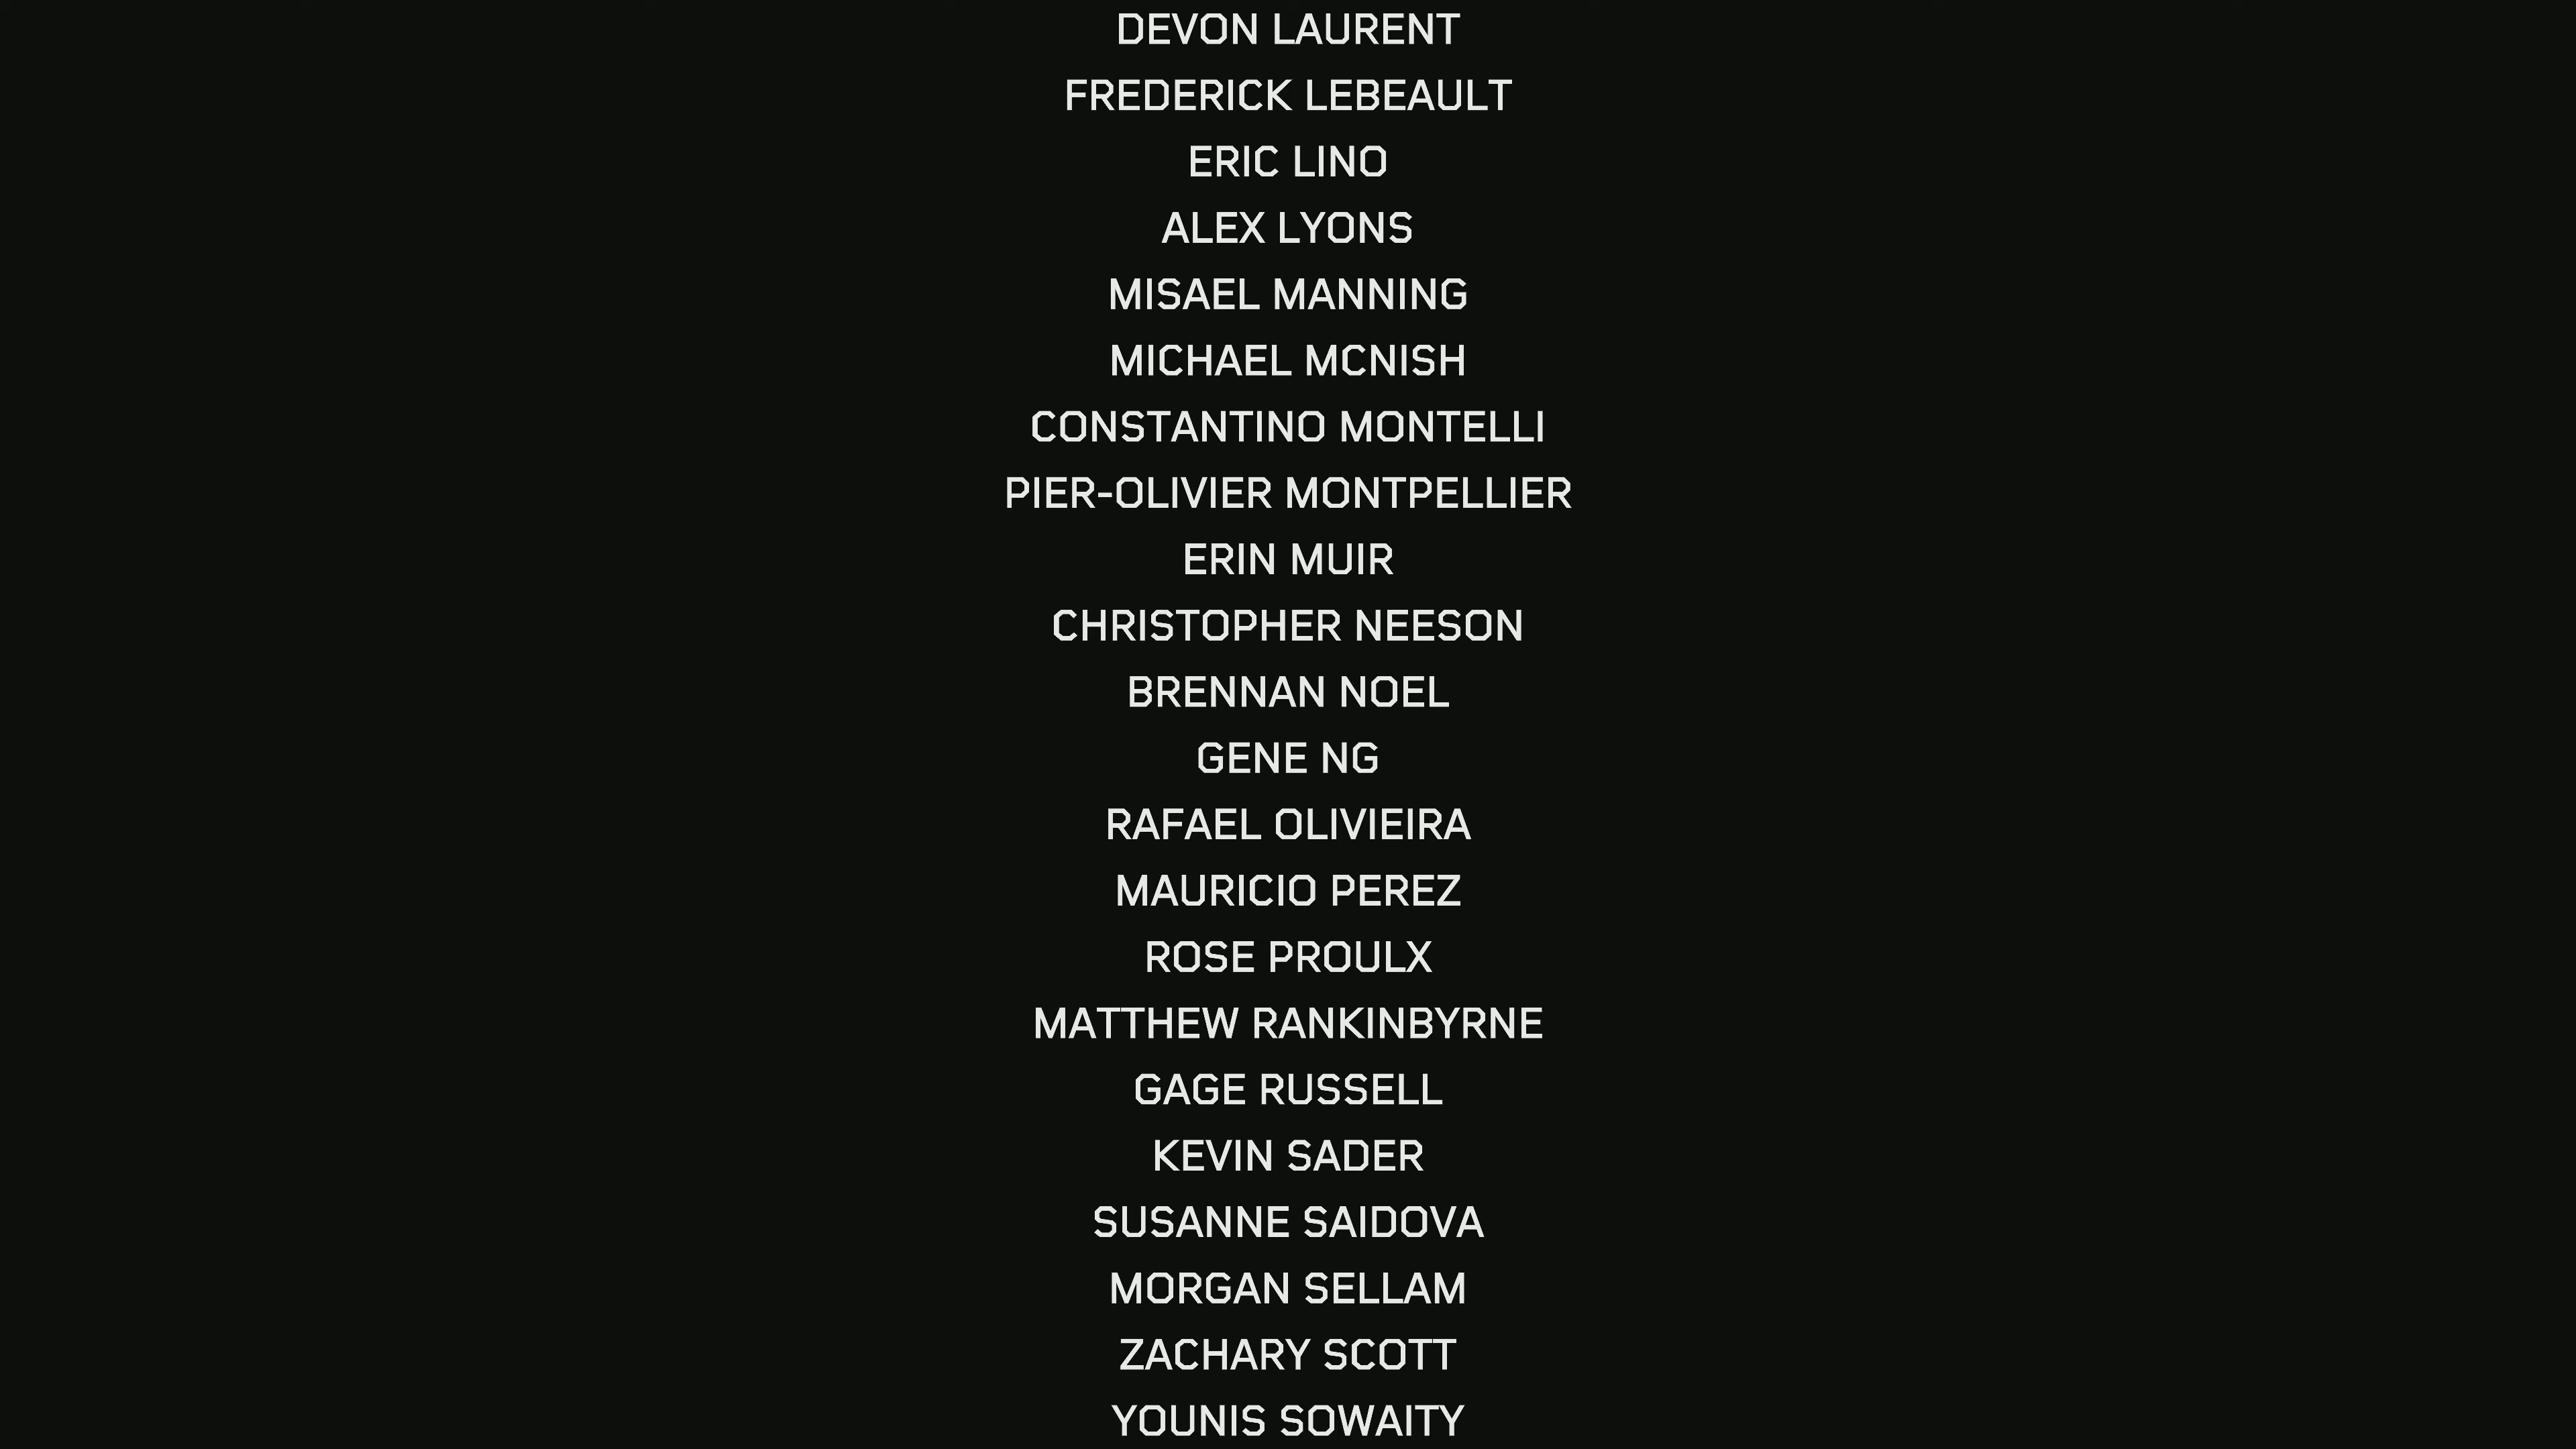 DEVON LAURENT
FREDERICK LEBEAULT
ERIC LINO
ALEX LYONS
MISAEL MANNING
MICHAEL MCNISH
CONSTANTINO MONTELLI
PIER-OLIVIER MONTPELLIER
ERIN MUIR
CHRISTOPHER NEESON
BRENNAN NOEL
GENE NG
RAFAEL OLIVIEIRA
MAURICIO PEREZ
ROSE PROULX
MATTHEW RANKINBYRNE
GAGE RUSSELL
KEVIN SADER
SUSANNE SAIDOVA
MORGAN SELLAM
ZACHARY SCOTT
YOUNIS SOWAITY